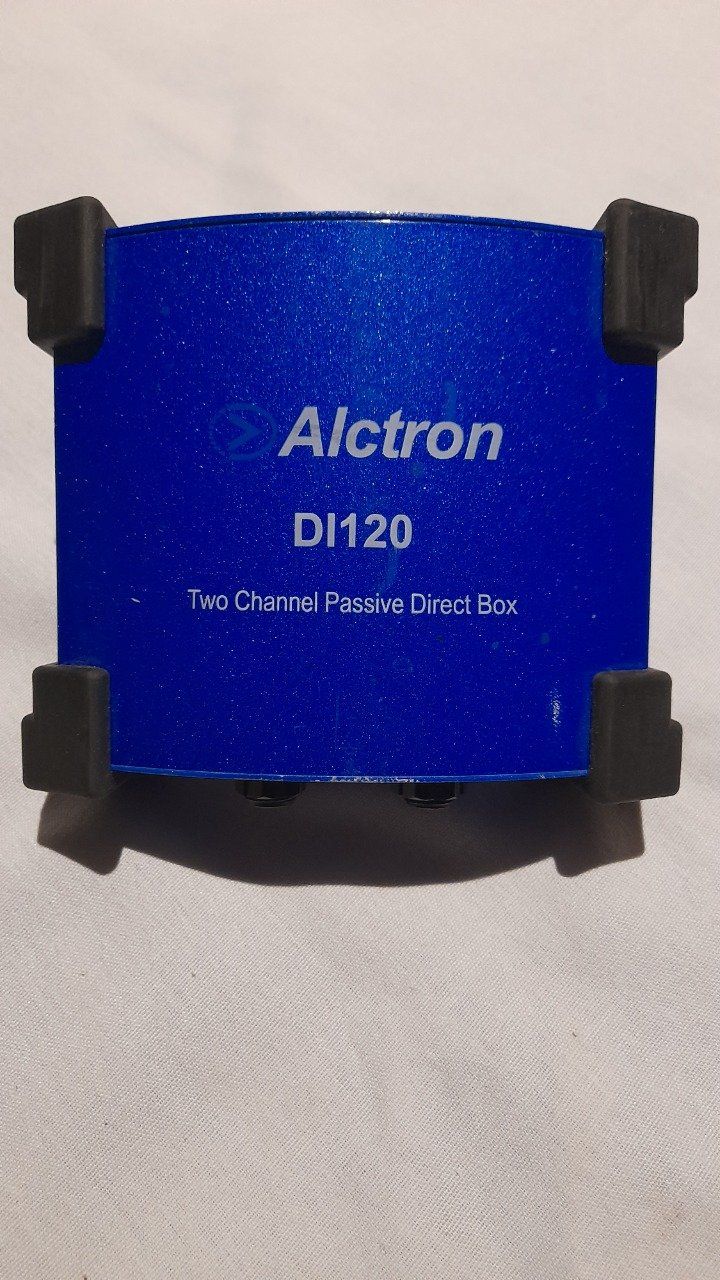 Alctron
DI120
Two Channel Passive Direct Box